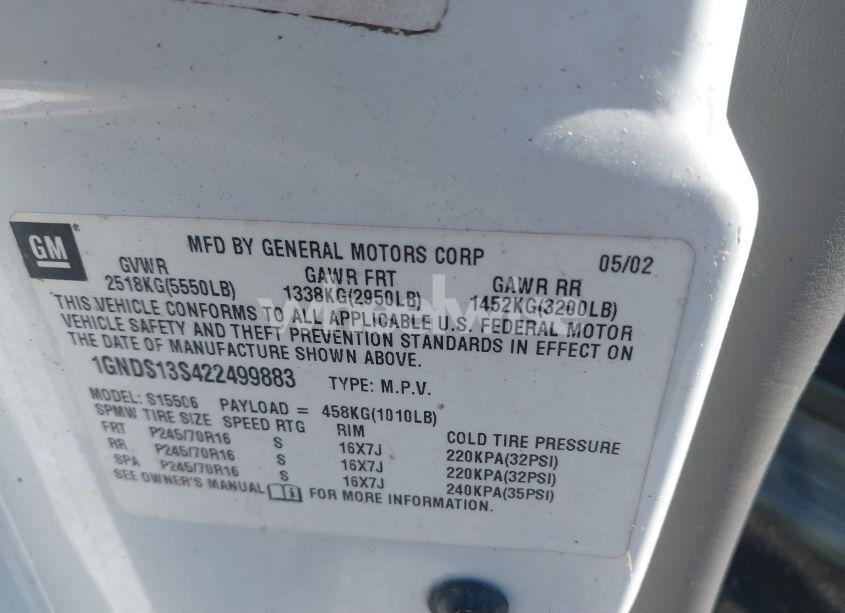 GM
MFD BY GENERAL MOTORS CORP 05/02
GVWR GAWR FRT GAWR RR
2518KG(5550LB) 1338KG(2950LB) 1452KG(3200LB)
THIS VEHICLE CONFORMS TO ALL APPLICABLE U.S. FEDERAL MOTOR
VEHICLE SAFETY AND THEFT PREVENTION STANDARDS IN EFFECT ON
THE DATE OF MANUFACTURE SHOWN ABOVE.
1GNDS13S422499883 TYPE: M.P.V.
MODEL: S15506 PAYLOAD = 458KG(1010LB)
SPMW TIRE SIZE SPEED RTG RIM COLD TIRE PRESSURE
FRT P245/70R16 S 16X7J 220KPA(32PSI)
RR P245/70R16 S 16X7J 220KPA(32PSI)
SPA P245/70R16 S 16X7J 240KPA(35PSI)
SEE OWNER'S MANUAL FOR MORE INFORMATION.